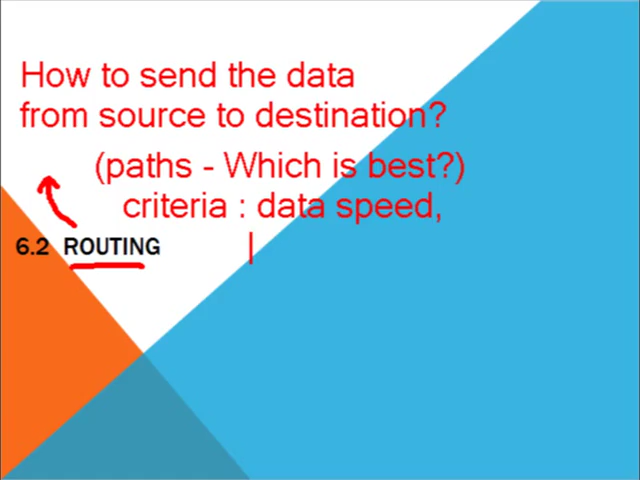 How to send the data
from source to destination?
(paths - Which is best?)
criteria : data speed,
6.2 ROUTING